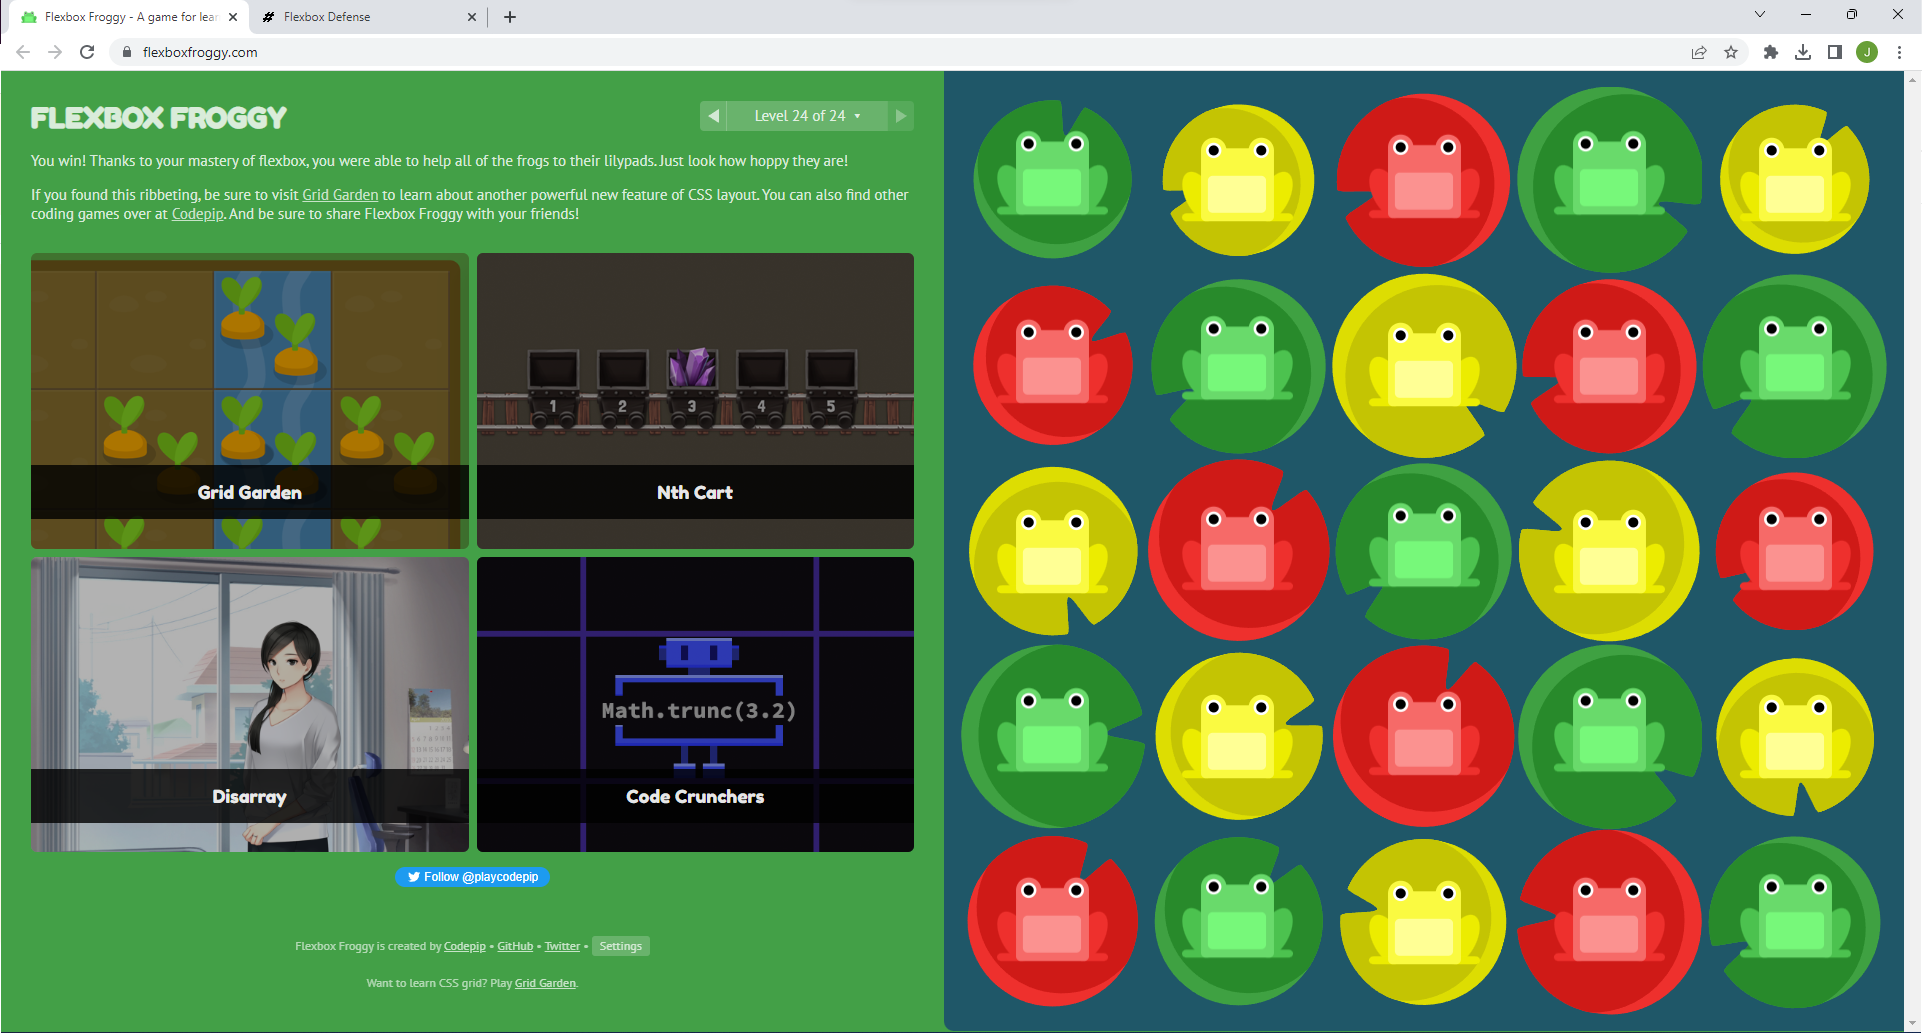 Flexbox Froggy - A game for lear
Flexbox Defense
flexboxfroggy.com
J
FLEXBOX FROGGY
Level 24 of 24
You win! Thanks to your mastery of flexbox, you were able to help all of the frogs to their lilypads. Just look how hoppy they are!
If you found this ribbeting, be sure to visit Grid Garden to learn about another powerful new feature of CSS layout. You can also find other
coding games over at Codepip. And be sure to share Flexbox Froggy with your friends!
1 2 3 4 5
Grid Garden
Nth Cart
Math.trunc(3.2)
Disarray
Code Crunchers
Follow @playcodepip
Flexbox Froggy is created by Codepip • GitHub • Twitter • Settings
Want to learn CSS grid? Play Grid Garden.